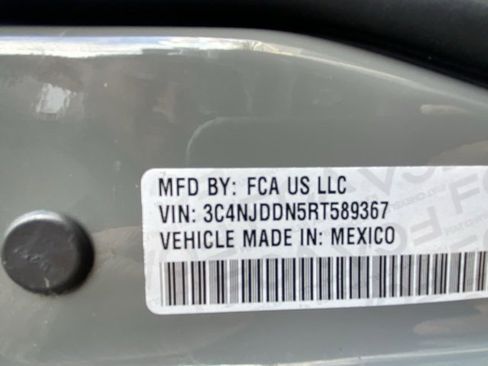 MFD BY: FCA US LLC
VIN: 3C4NJDDN5RT589367
VEHICLE MADE IN: MEXICO